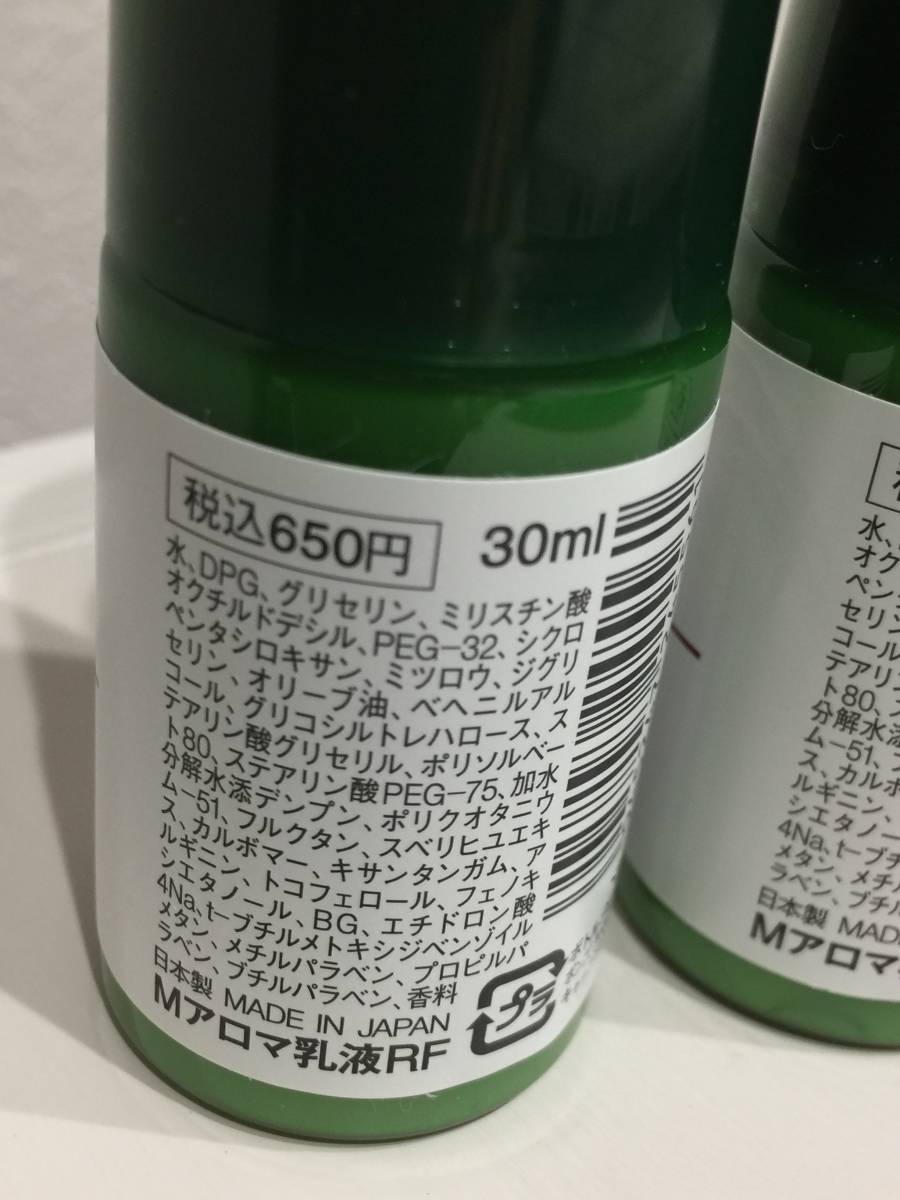 税込650円
30ml
水、DPG、グリセリン、ミリスチン酸
オクチルドデシル、PEG-32、シクロ
ペンタシロキサン、ミツロウ、ジグリ
セリン、オリーブ油、ベヘニルアル
コール、グリコシルトレハロース、ス
テアリン酸グリセリル、ポリソルベー
ト80、ステアリン酸PEG-75、加水
分解水添デンプン、ポリクオタニウ
ム-51、フルクタン、スベリヒユエキ
ス、カルボマー、キサンタンガム、ア
ルギニン、トコフェロール、フェノキ
シエタノール、BG、エチドロン酸
4Na、t-ブチルメトキシジベンゾイル
メタン、メチルパラベン、プロピルパ
ラベン、ブチルパラベン、香料
日本製 MADE IN JAPAN
Mアロマ乳液RF
プラ
水、
オク
ペン
セリン
コール
テアリン
ト80、ス
分解水添
ム-51、フ
ス、カルボ
ルギニン、
シエタノール
4Na、t-ブチ
メタン、メチル
ラベン、ブチル
日本製 MADE
Mアロマ